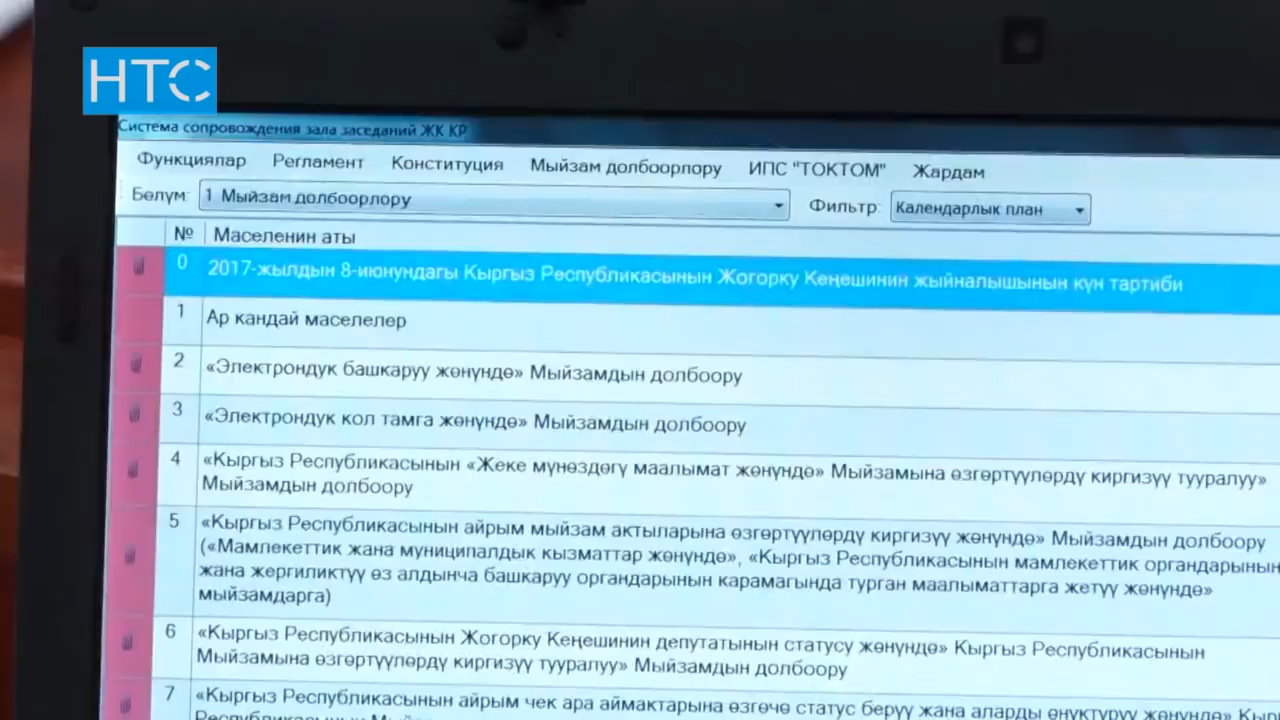 НТС
Система сопровождения зала заседаний ЖК КР
Функциялар Регламент Конституция Мыйзам долбоорлору ИПС "ТОКТОМ" Жардам
Бөлүм: 1. Мыйзам долбоорлору Фильтр: Календарлык план
№ Маселенин аты
0 2017-жылдын 8-июнундагы Кыргыз Республикасынын Жогорку Кеңешинин жыйналышынын күн тартиби
1 Ар кандай маселелер
2 «Электрондук башкаруу жөнүндө» Мыйзамдын долбоору
3 «Электрондук кол тамга жөнүндө» Мыйзамдын долбоору
4 «Кыргыз Республикасынын «Жеке мүнөздөгү маалымат жөнүндө» Мыйзамына өзгөртүүлөрдү киргизүү тууралуу»
Мыйзамдын долбоору
5 «Кыргыз Республикасынын айрым мыйзам актыларына өзгөртүүлөрдү киргизүү жөнүндө» Мыйзамдын долбоору
(«Мамлекеттик жана муниципалдык кызматтар жөнүндө», «Кыргыз Республикасынын мамлекеттик органдарынын
жана жергиликтүү өз алдынча башкаруу органдарынын карамагында турган маалыматтарга жетүү жөнүндө»
мыйзамдарга)
6 «Кыргыз Республикасынын Жогорку Кеңешинин депутатынын статусу жөнүндө» Кыргыз Республикасынын
Мыйзамына өзгөртүүлөрдү киргизүү тууралуу» Мыйзамдын долбоору
7 «Кыргыз Республикасынын айрым чек ара аймактарына өзгөчө статус берүү жана аларды өнүктүрүү жөнүндө»
Республикасынын